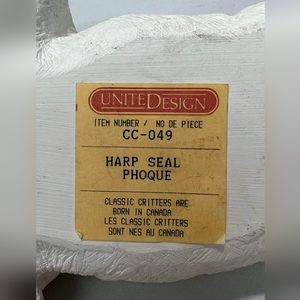 UNITEDESIGN
ITEM NUMBER / NO DE PIECE
CC-049
HARP SEAL
PHOQUE
CLASSIC CRITTERS ARE
BORN IN CANADA
LES CLASSIC CRITTERS
SONT NES AU CANADA